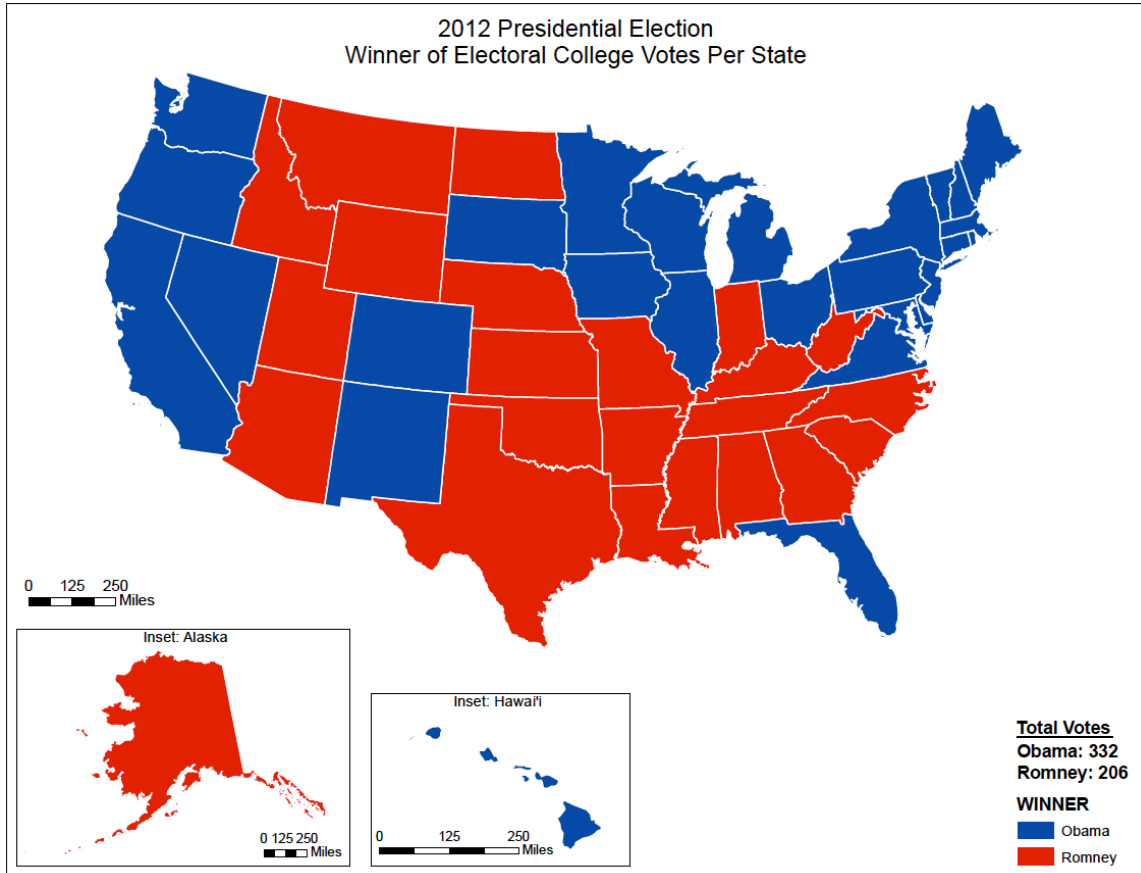 2012 Presidential Election
Winner of Electoral College Votes Per State
0 125 250
Miles
Inset: Alaska
0 125 250
Miles
Inset: Hawai'i
0 125 250
Miles
Total Votes
Obama: 332
Romney: 206
WINNER
Obama
Romney